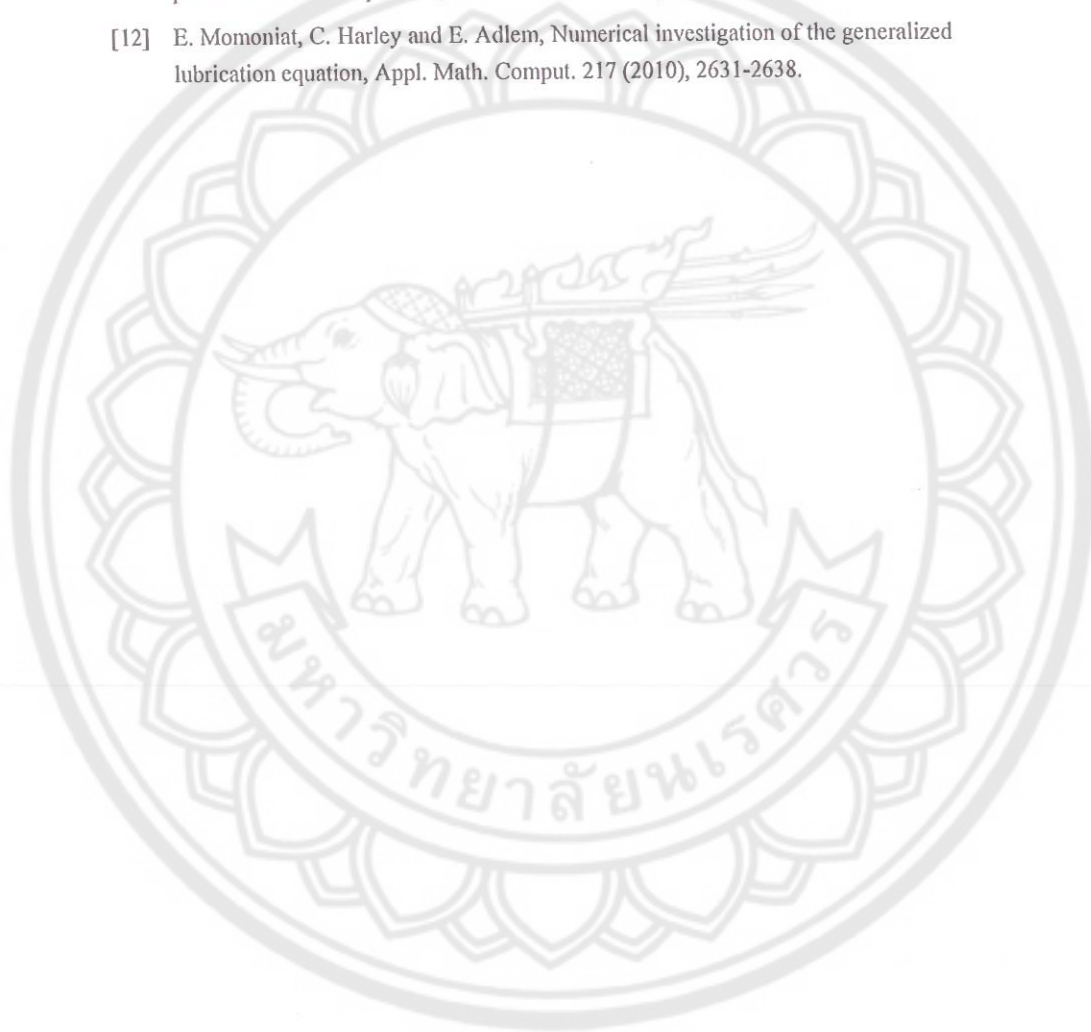 [12] E. Momoniat, C. Harley and E. Adlem, Numerical investigation of the generalized
lubrication equation, Appl. Math. Comput. 217 (2010), 2631-2638.
มหาวิทยาลัยนเรศวร